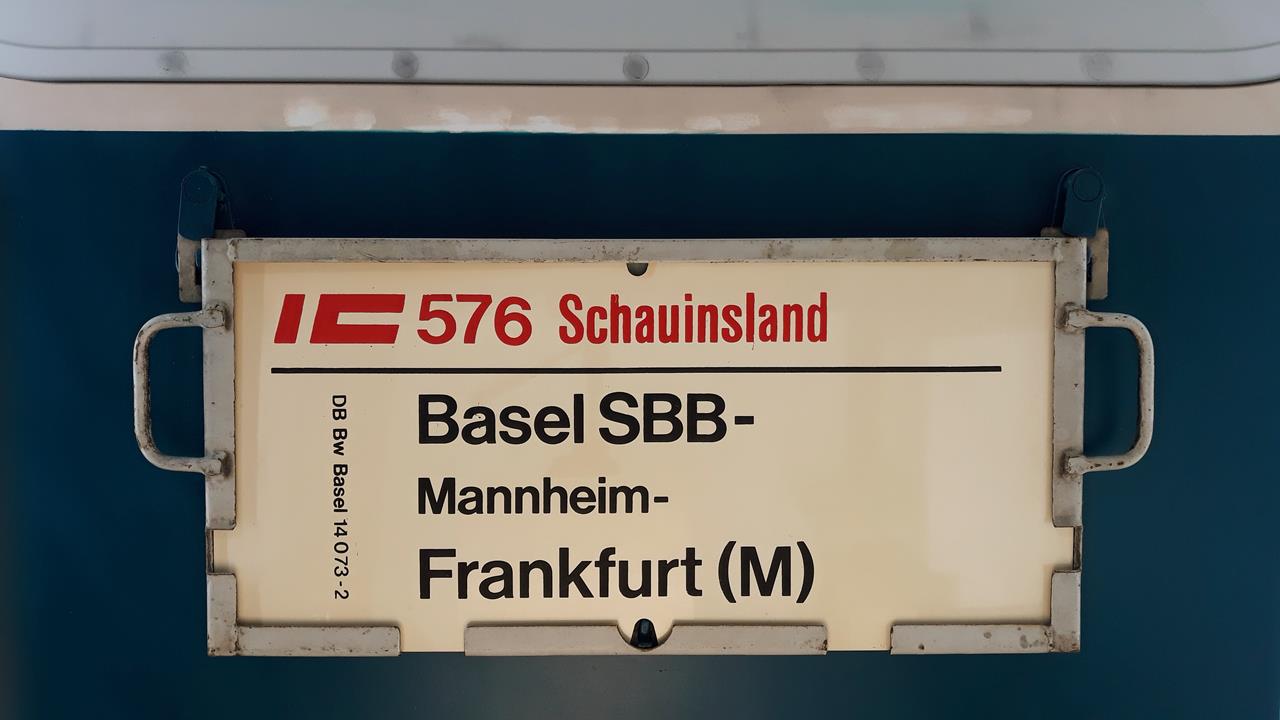 IC 576 Schauinsland
DB Bw Basel 14 073-2
Basel SBB-
Mannheim-
Frankfurt (M)